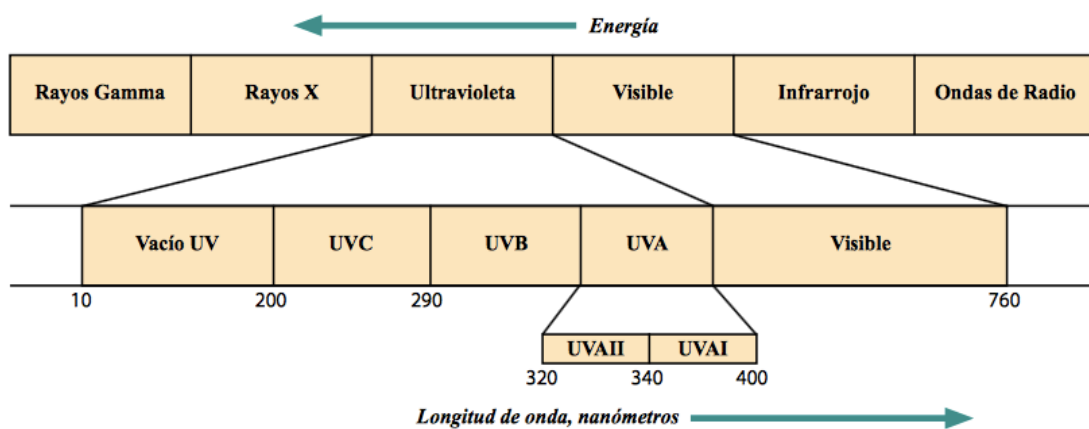 Energía
Rayos Gamma Rayos X Ultravioleta Visible Infrarrojo Ondas de Radio
Vacío UV UVC UVB UVA Visible
10 200 290 760
UVAII UVAI
320 340 400
Longitud de onda, nanómetros